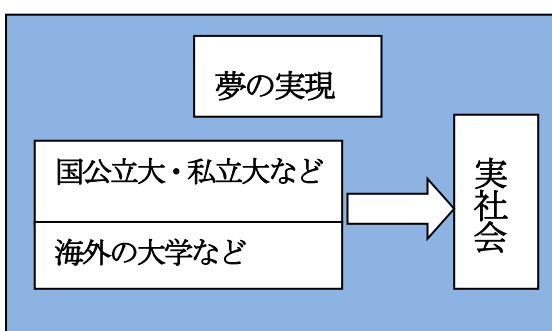 夢の実現
国公立大・私立大など
海外の大学など
実社会